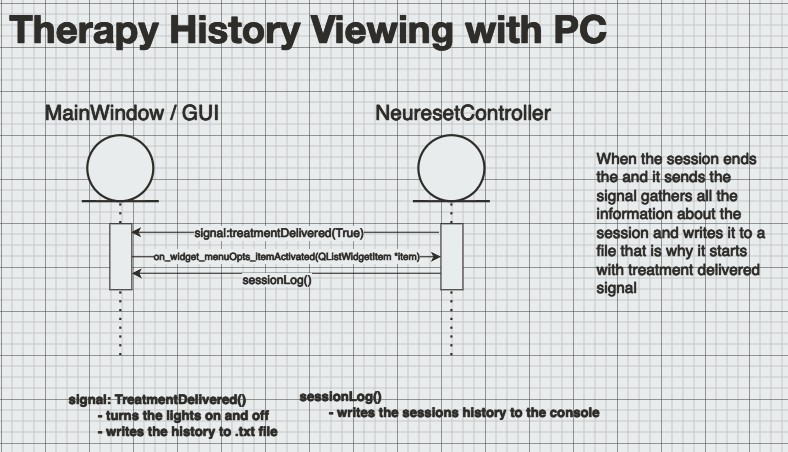 Therapy History Viewing with PC
MainWindow / GUI
NeuresetController
When the session ends
the and it sends the
signal gathers all the
information about the
session and writes it to a
file that is why it starts
with treatment delivered
signal
signal:treatmentDelivered(True)
on_widget_menuOpts_itemActivated(QListWidgetItem *item)
sessionLog()
signal: TreatmentDelivered()
- turns the lights on and off
- writes the history to .txt file
sessionLog()
- writes the sessions history to the console